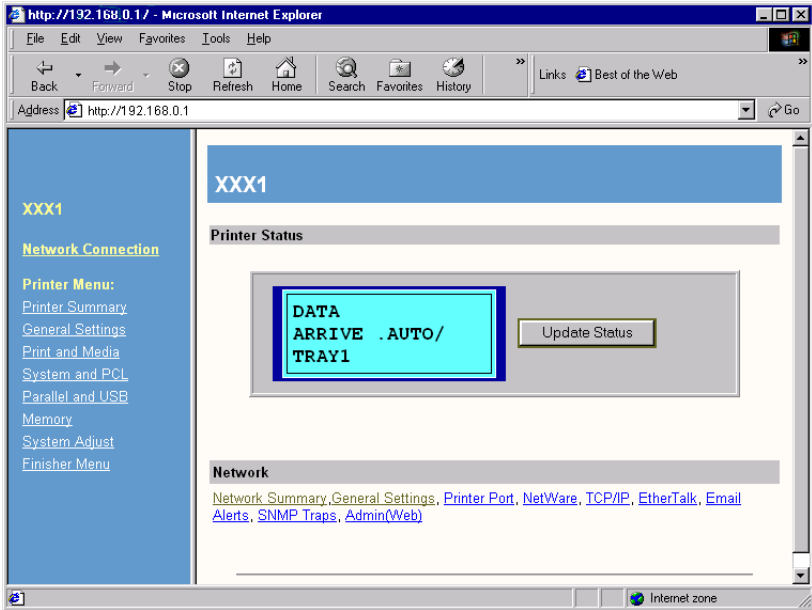 http://192.168.0.1/ - Microsoft Internet Explorer
File Edit View Favorites Tools Help
Back Forward Stop Refresh Home Search Favorites History » Links Best of the Web »
Address http://192.168.0.1 Go
XXX1
Network Connection
Printer Menu:
Printer Summary
General Settings
Print and Media
System and PCL
Parallel and USB
Memory
System Adjust
Finisher Menu
XXX1
Printer Status
DATA
ARRIVE .AUTO/
TRAY1
Update Status
Network
Network Summary,General Settings, Printer Port, NetWare, TCP/IP, EtherTalk, Email
Alerts, SNMP Traps, Admin(Web)
Internet zone